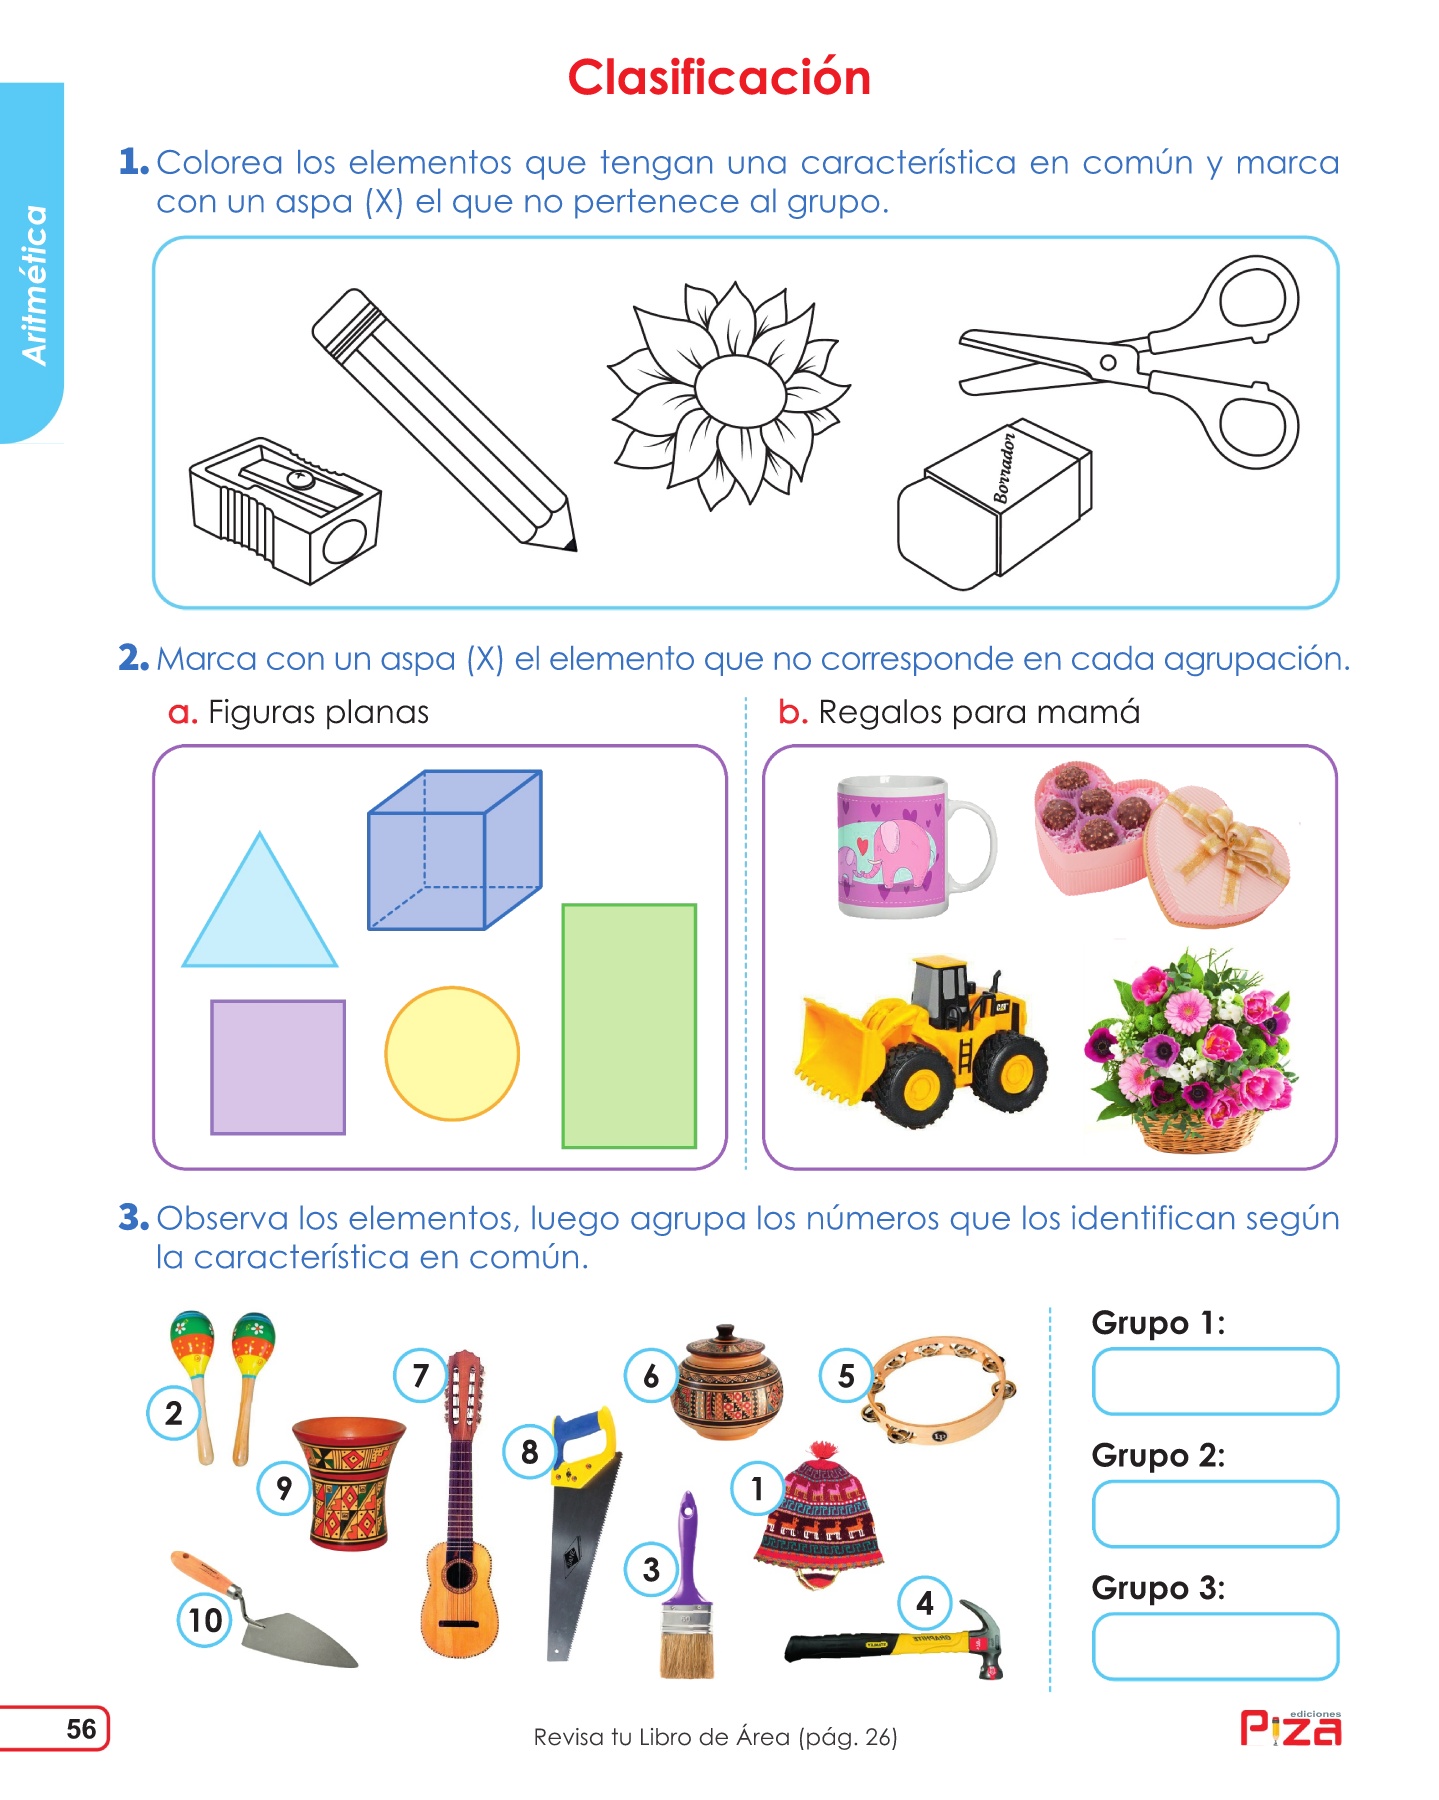 Clasificación
Aritmética
1. Colorea los elementos que tengan una característica en común y marca
con un aspa (X) el que no pertenece al grupo.
Borrador
2. Marca con un aspa (X) el elemento que no corresponde en cada agrupación.
a. Figuras planas
b. Regalos para mamá
CAT
3. Observa los elementos, luego agrupa los números que los identifican según
la característica en común.
2
7
6
5
9
8
1
LP
3
10
4
Grupo 1:
Grupo 2:
Grupo 3:
56
Revisa tu Libro de Área (pág. 26)
ediciones
Piza